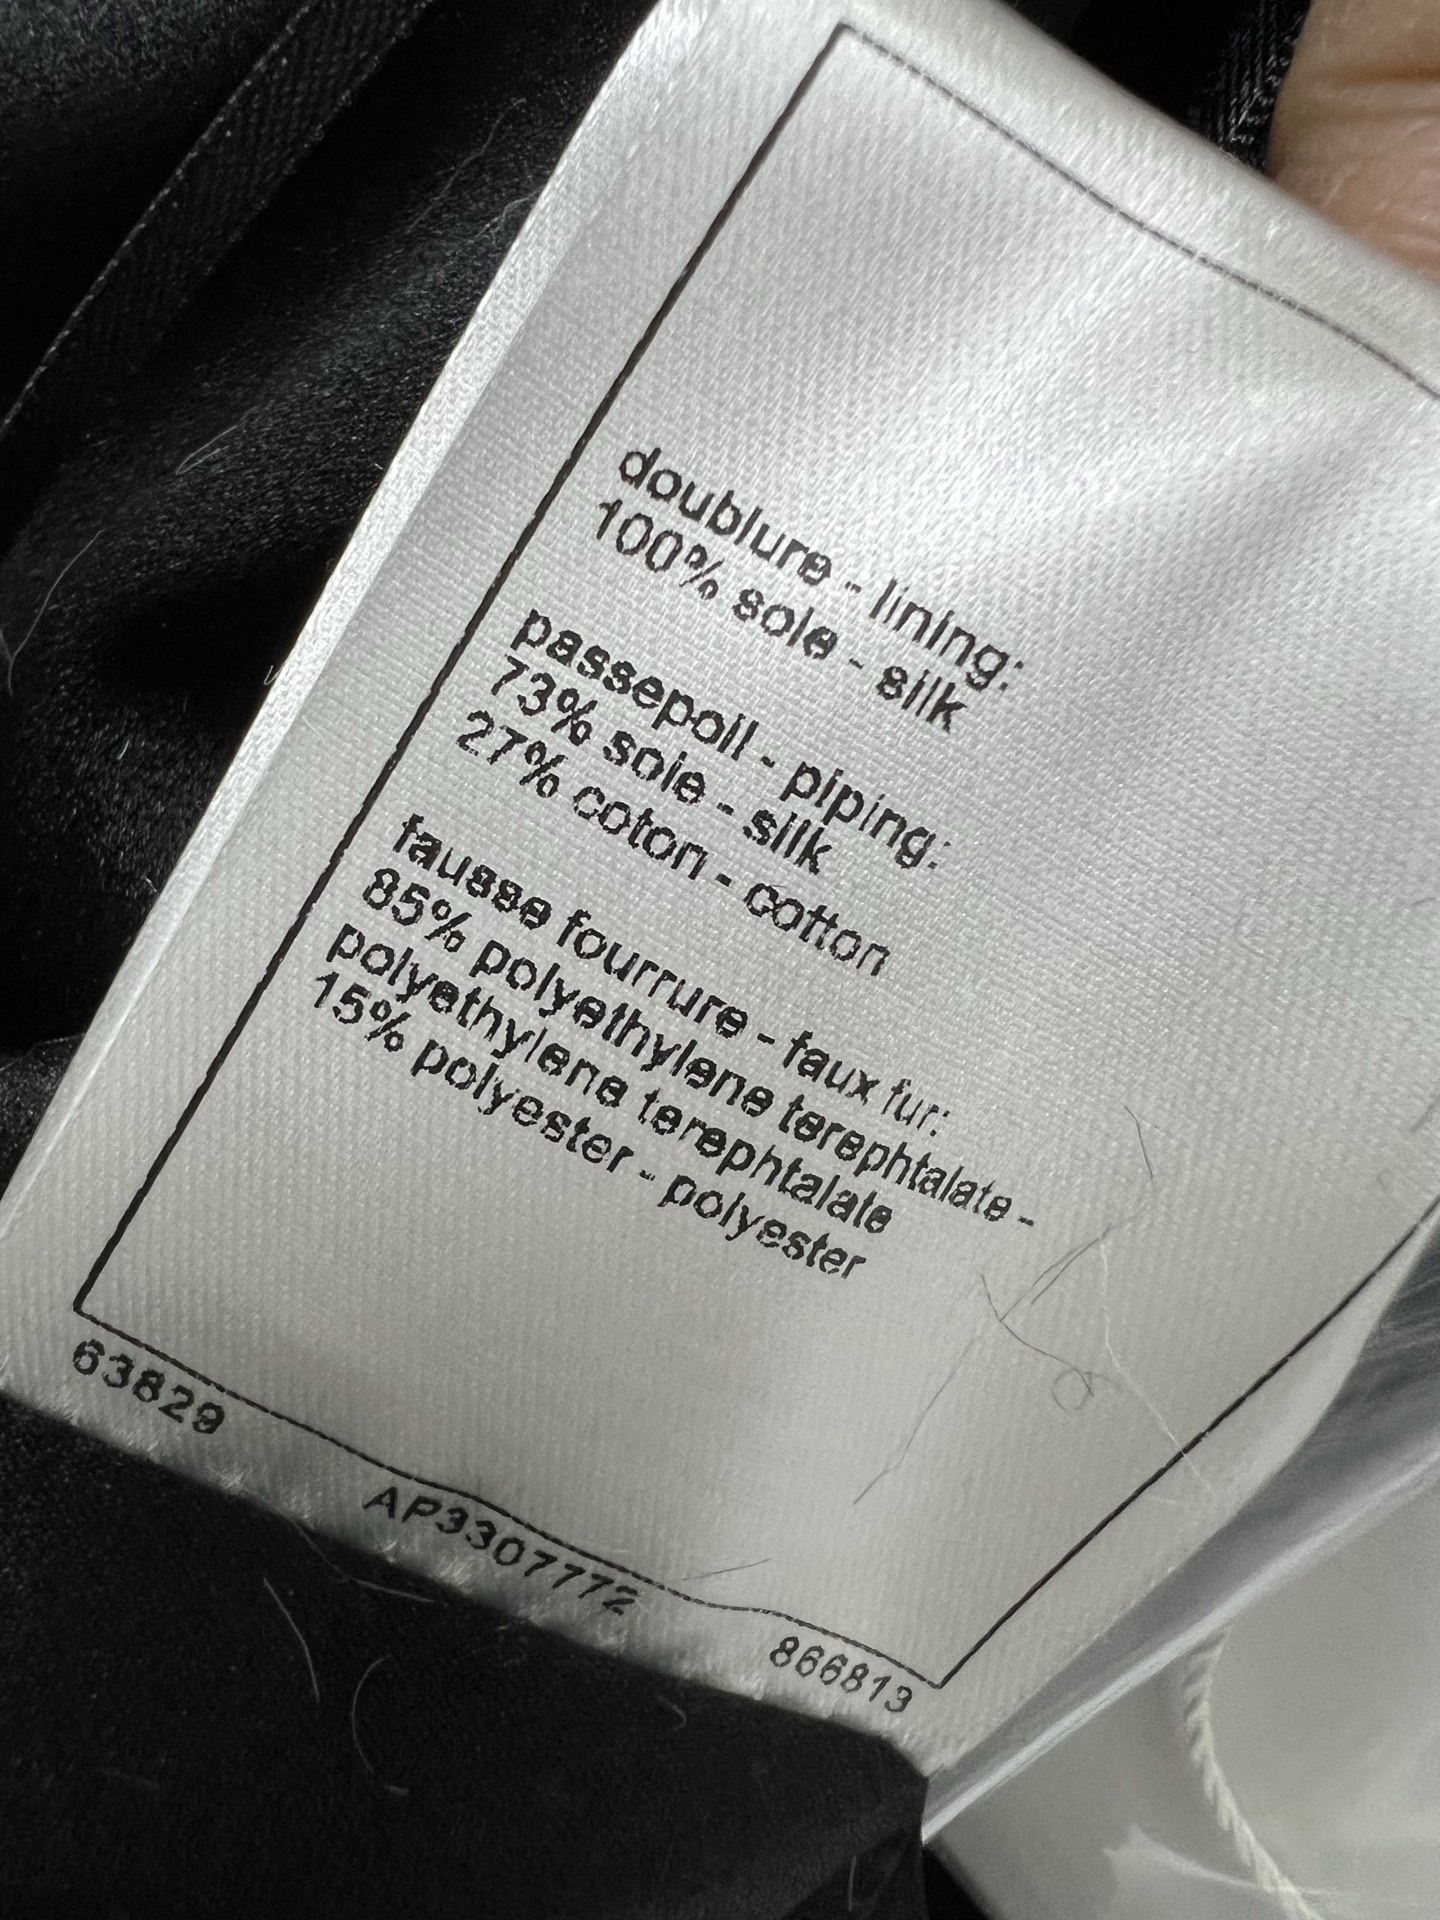 doublure - lining:
100% soie - silk
passepoil - piping:
73% soie - silk
27% coton - cotton
fausse fourrure - faux fur:
85% polyethylene terephtalate -
polyethylene terephtalate
15% polyester - polyester
63829 AP3307772 866813